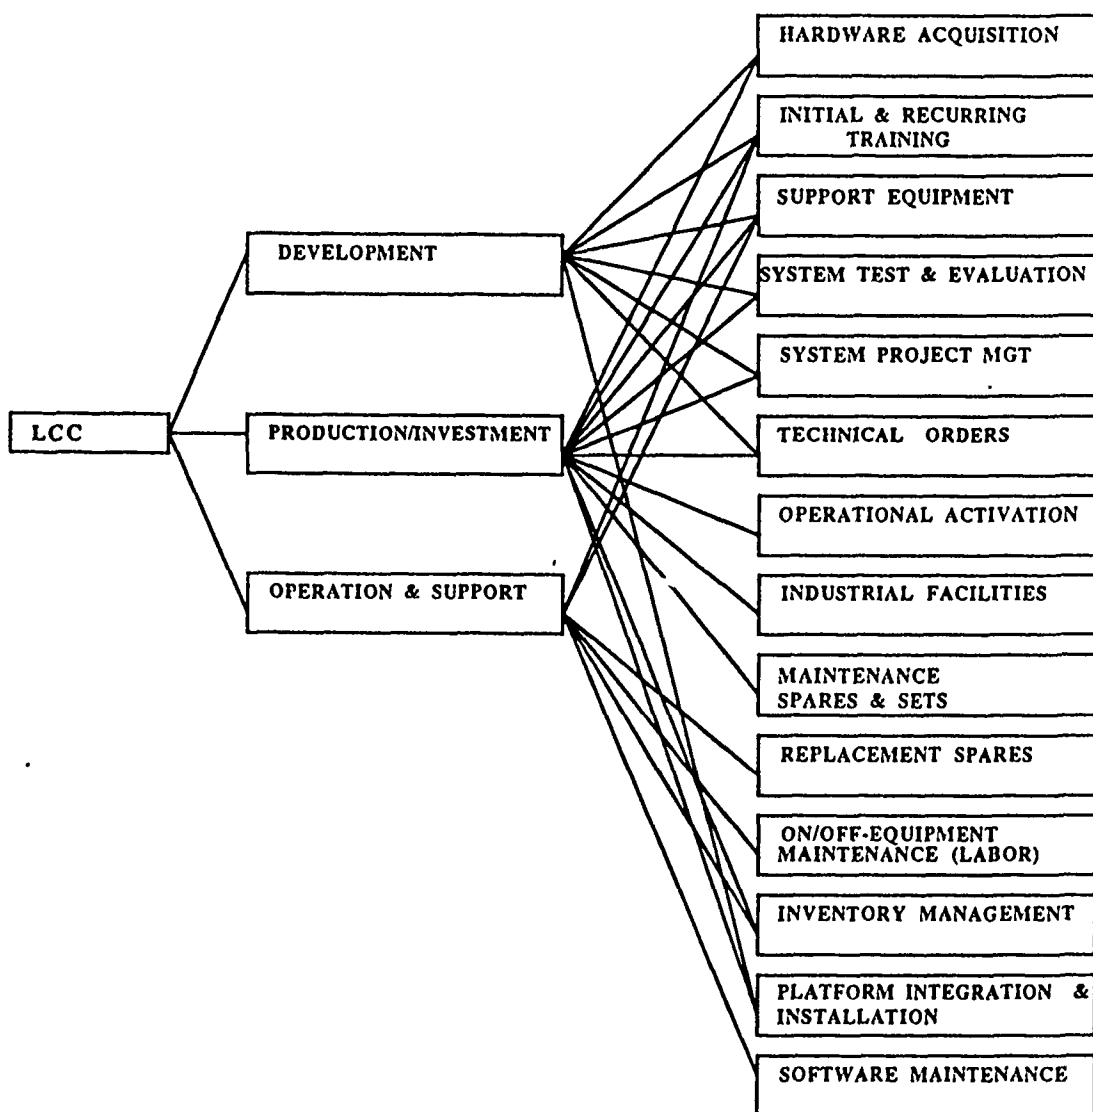 LCC
DEVELOPMENT
PRODUCTION/INVESTMENT
OPERATION & SUPPORT
HARDWARE ACQUISITION
INITIAL & RECURRING
TRAINING
SUPPORT EQUIPMENT
SYSTEM TEST & EVALUATION
SYSTEM PROJECT MGT
TECHNICAL ORDERS
OPERATIONAL ACTIVATION
INDUSTRIAL FACILITIES
MAINTENANCE
SPARES & SETS
REPLACEMENT SPARES
ON/OFF-EQUIPMENT
MAINTENANCE (LABOR)
INVENTORY MANAGEMENT
PLATFORM INTEGRATION &
INSTALLATION
SOFTWARE MAINTENANCE